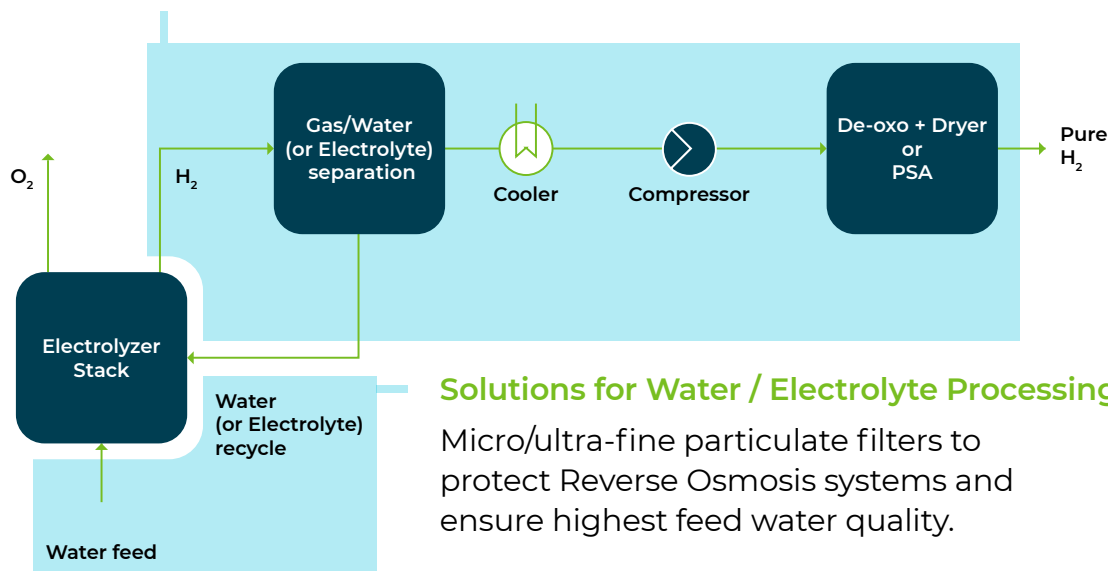 Gas/Water
(or Electrolyte)
separation
De-oxo + Dryer
or
PSA
Pure
H₂
O₂
H₂
Cooler
Compressor
Electrolyzer
Stack
Water
(or Electrolyte)
recycle
Water feed
Solutions for Water / Electrolyte Processing
Micro/ultra-fine particulate filters to
protect Reverse Osmosis systems and
ensure highest feed water quality.